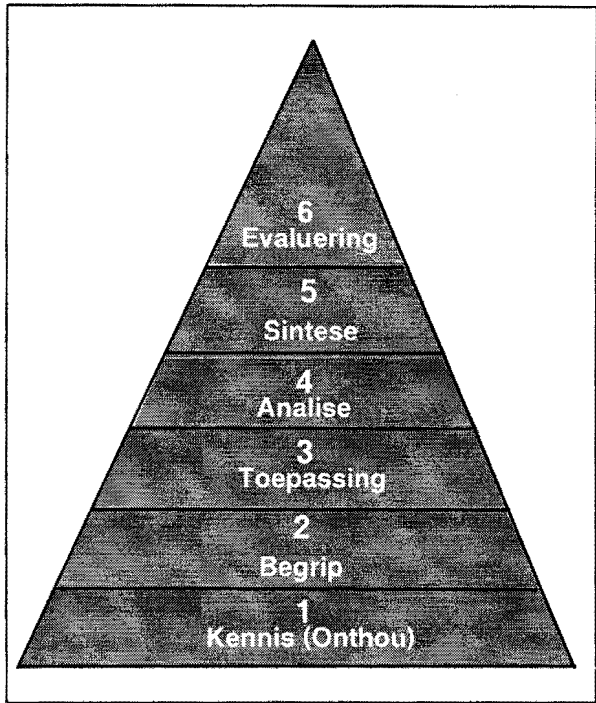 6
Evaluering
5
Sintese
4
Analise
3
Toepassing
2
Begrip
1
Kennis (Onthou)